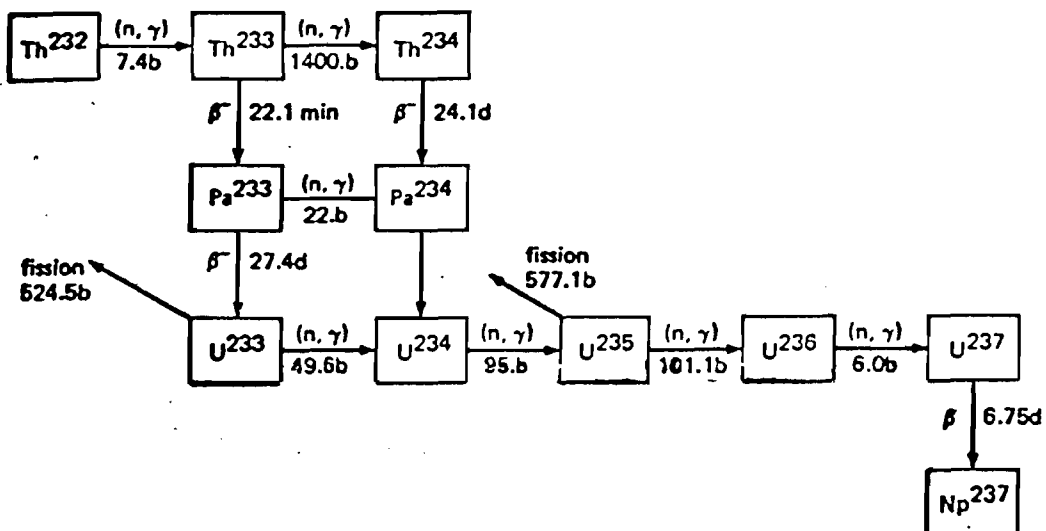 Th232 (n, γ) 7.4b Th233 (n, γ) 1400.b Th234
β⁻ 22.1 min β⁻ 24.1d
Pa233 (n, γ) 22.b Pa234
β⁻ 27.4d
fission 524.5b
fission 577.1b
U233 (n, γ) 49.6b U234 (n, γ) 95.b U235 (n, γ) 101.1b U236 (n, γ) 6.0b U237
β 6.75d
Np237